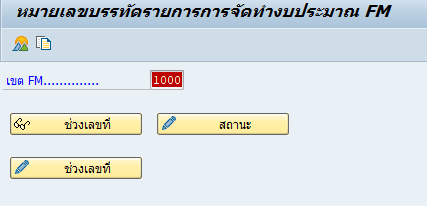 หมายเลขบรรทัดรายการการจัดทำงบประมาณ FM
เขต FM.............. 1000
ช่วงเลขที่ สถานะ
ช่วงเลขที่